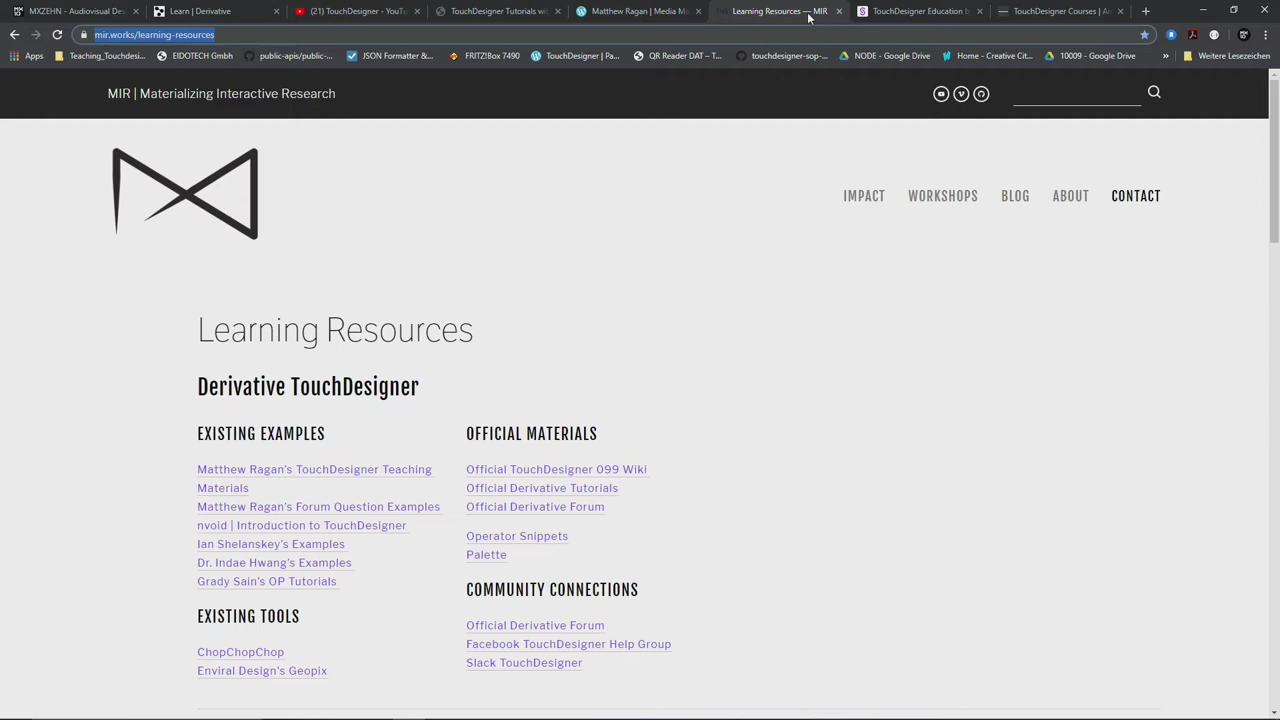 MXZEHN - Audiovisual De
Learn | Derivative
(21) TouchDesigner - YouTu
TouchDesigner Tutorials wit
Matthew Ragan | Media M
Learning Resources — MIR
TouchDesigner Education b
TouchDesigner Courses | A
mir.works/learning-resources
Apps
Teaching_Touchdesi...
EIDOTECH Gmbh
public-apis/public-...
JSON Formatter &...
FRITZ!Box 7490
TouchDesigner | Pa...
QR Reader DAT – T...
touchdesigner-sop-...
NODE - Google Drive
Home - Creative Cit...
10009 - Google Drive
»
Weitere Lesezeichen
MIR | Materializing Interactive Research
IMPACT
WORKSHOPS
BLOG
ABOUT
CONTACT
Learning Resources
Derivative TouchDesigner
EXISTING EXAMPLES
Matthew Ragan's TouchDesigner Teaching
Materials
Matthew Ragan's Forum Question Examples
nvoid | Introduction to TouchDesigner
Ian Shelanskey's Examples
Dr. Indae Hwang's Examples
Grady Sain's OP Tutorials
EXISTING TOOLS
ChopChopChop
Enviral Design's Geopix
OFFICIAL MATERIALS
Official TouchDesigner 099 Wiki
Official Derivative Tutorials
Official Derivative Forum
Operator Snippets
Palette
COMMUNITY CONNECTIONS
Official Derivative Forum
Facebook TouchDesigner Help Group
Slack TouchDesigner